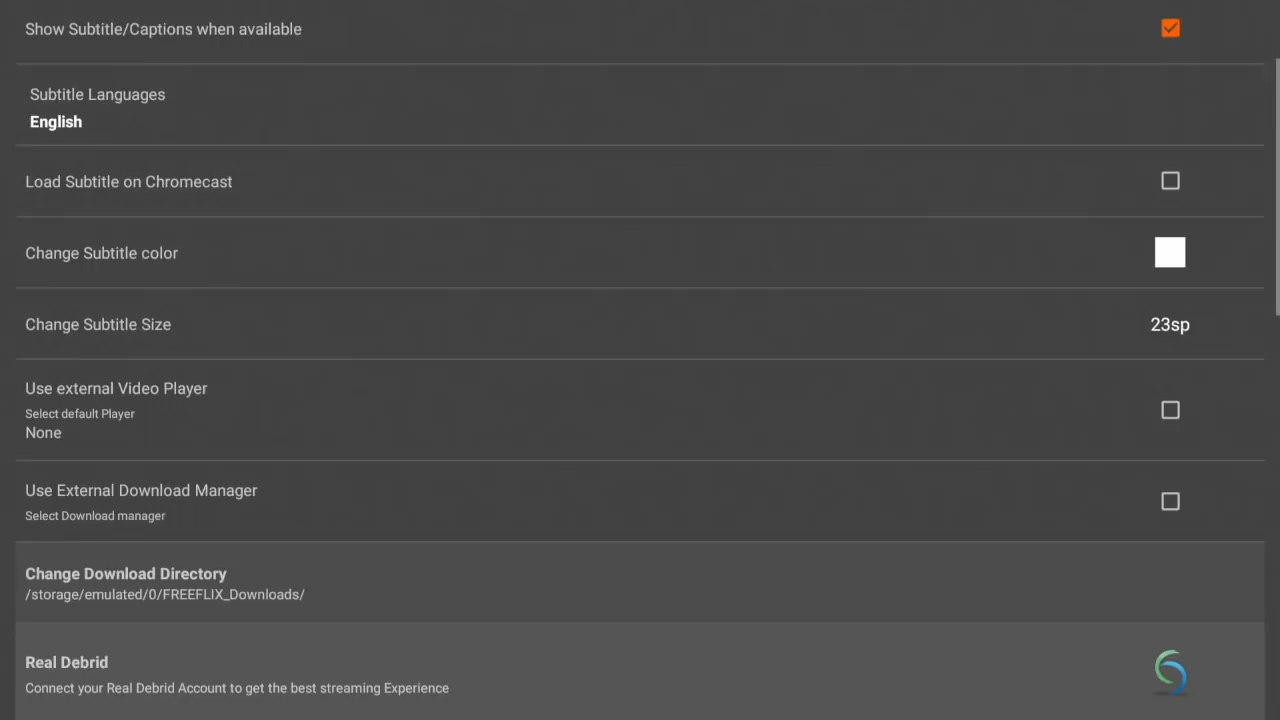 Show Subtitle/Captions when available
Subtitle Languages
English
Load Subtitle on Chromecast
Change Subtitle color
Change Subtitle Size
23sp
Use external Video Player
Select default Player
None
Use External Download Manager
Select Download manager
Change Download Directory
/storage/emulated/0/FREEFLIX_Downloads/
Real Debrid
Connect your Real Debrid Account to get the best streaming Experience